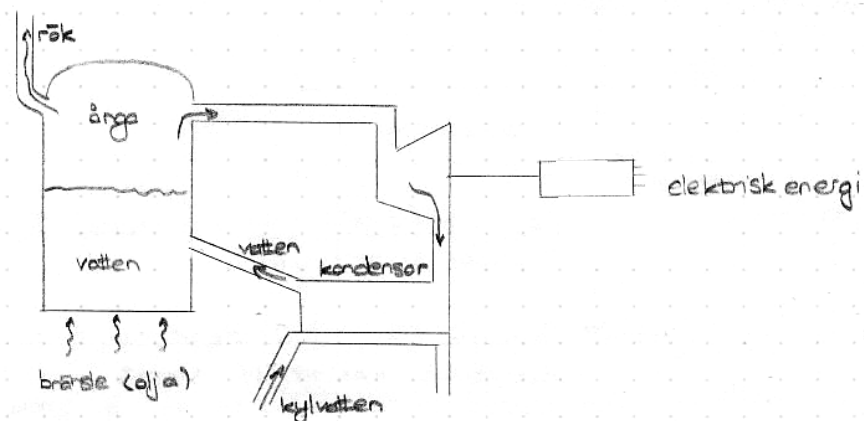 rök
ånga
elektrisk energi
vatten
vatten
kondensor
bränsle (olja)
kylvatten